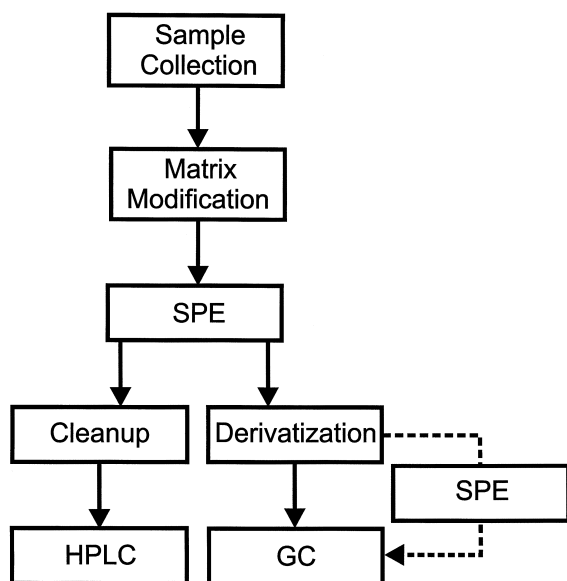 Sample
Collection
Matrix
Modification
SPE
Cleanup
Derivatization
SPE
HPLC
GC